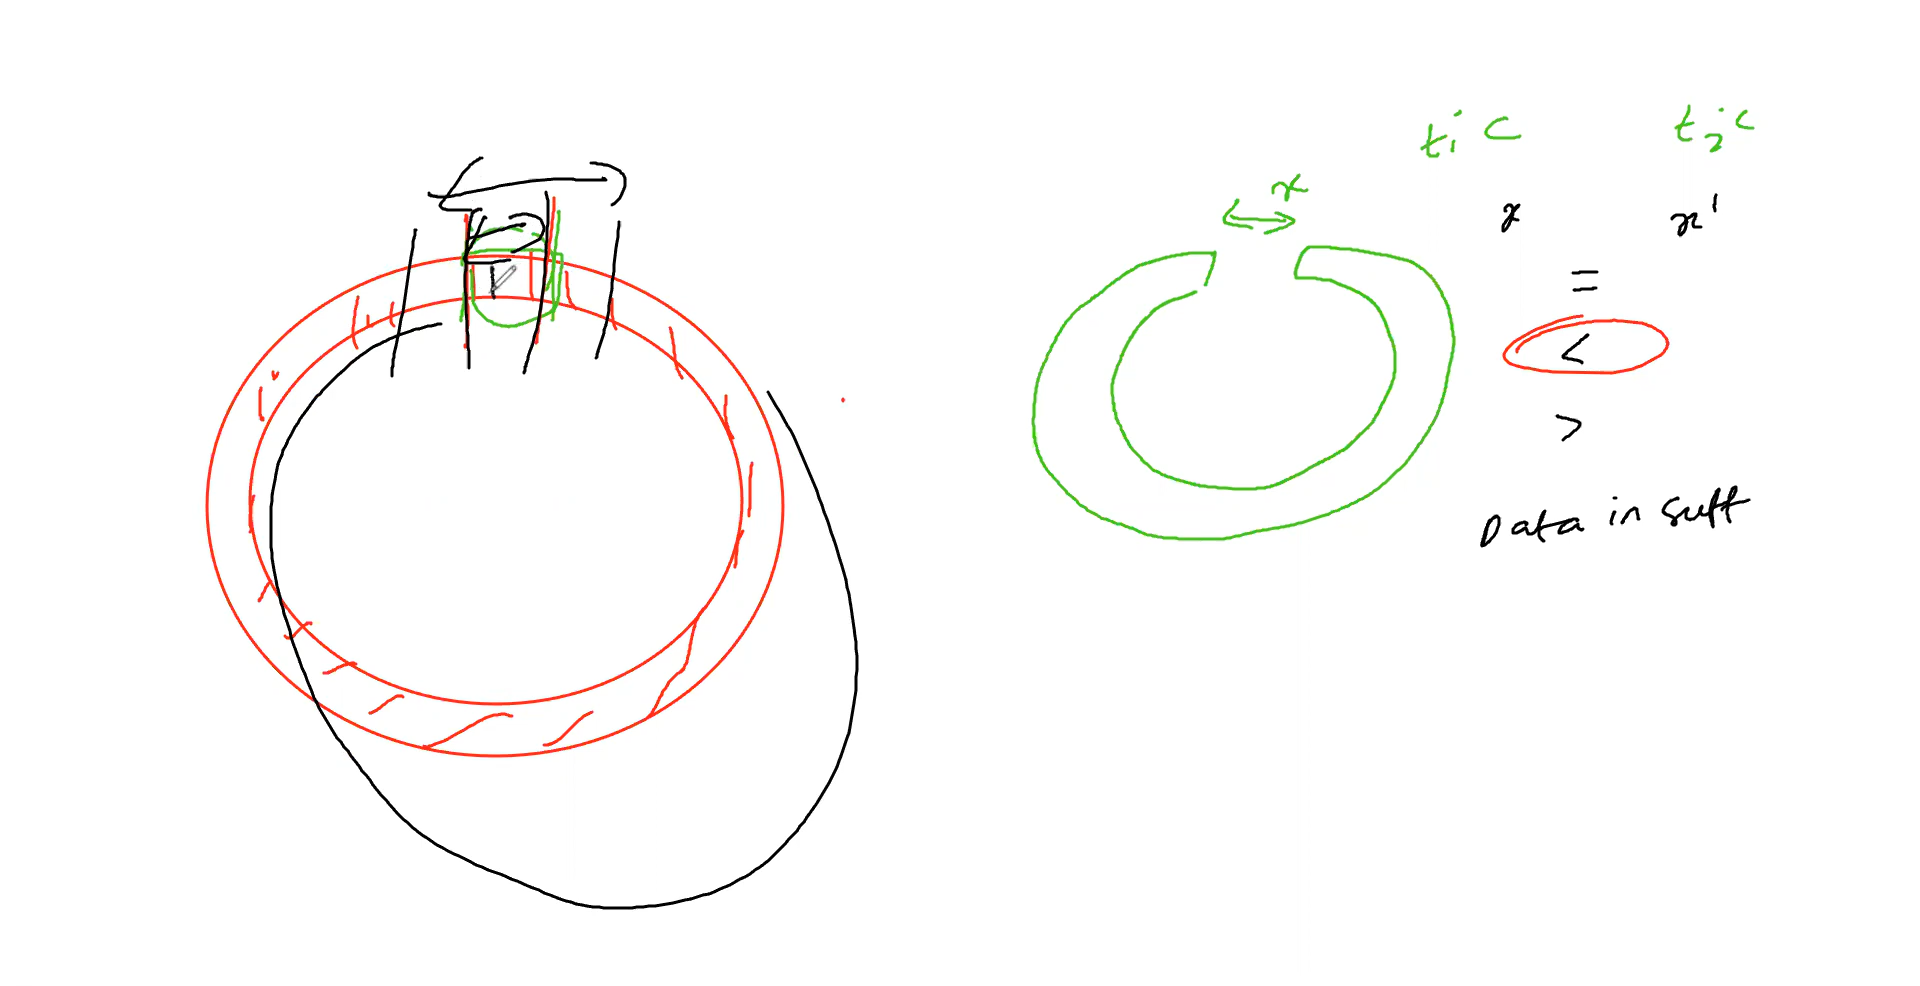 t₁°C t₂°C
x
x x'
=
<
>
Data in suff